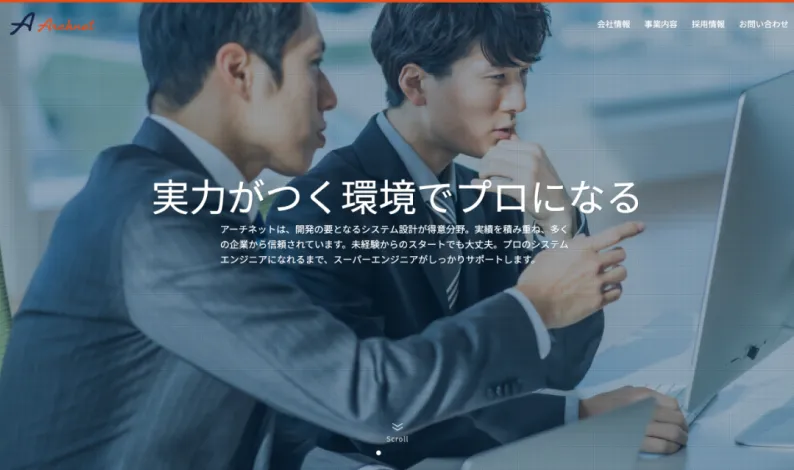 A Archnet
会社情報
事業内容
採用情報
お問い合わせ
実力がつく環境でプロになる
アーチネットは、開発の要となるシステム設計が得意分野。実績を積み重ね、多く
の企業から信頼されています。未経験からのスタートでも大丈夫。プロのシステム
エンジニアになれるまで、スーパーエンジニアがしっかりサポートします。
Scroll